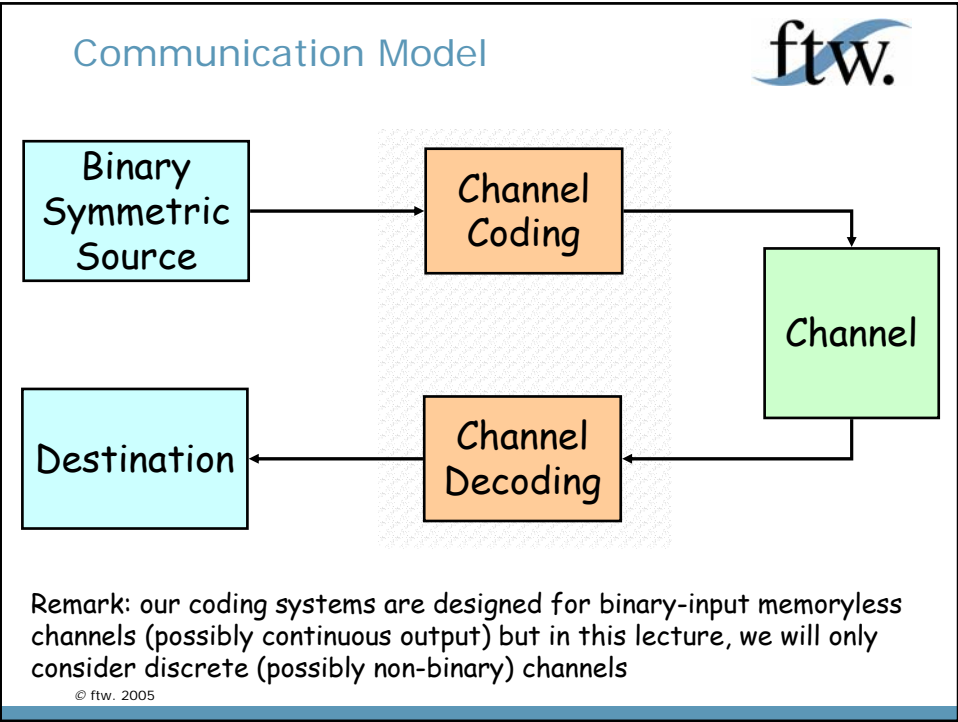 Communication Model
ftw.
Binary
Symmetric
Source
Channel
Coding
Channel
Destination
Channel
Decoding
Remark: our coding systems are designed for binary-input memoryless
channels (possibly continuous output) but in this lecture, we will only
consider discrete (possibly non-binary) channels
© ftw. 2005